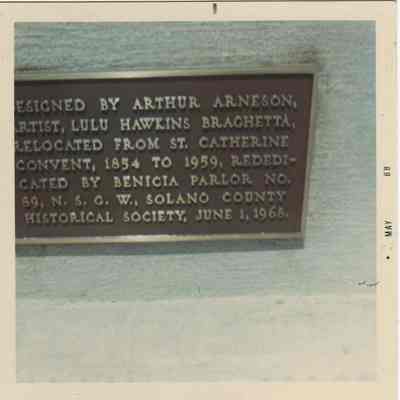 ESIGNED BY ARTHUR ARNESON,
RTIST, LULU HAWKINS BRAGHETTA,
RELOCATED FROM ST. CATHERINE
CONVENT, 1854 TO 1959, REDEDI-
CATED BY BENICIA PARLOR NO.
89, N. S. G. W., SOLANO COUNTY
HISTORICAL SOCIETY, JUNE 1, 1968.
• MAY 68